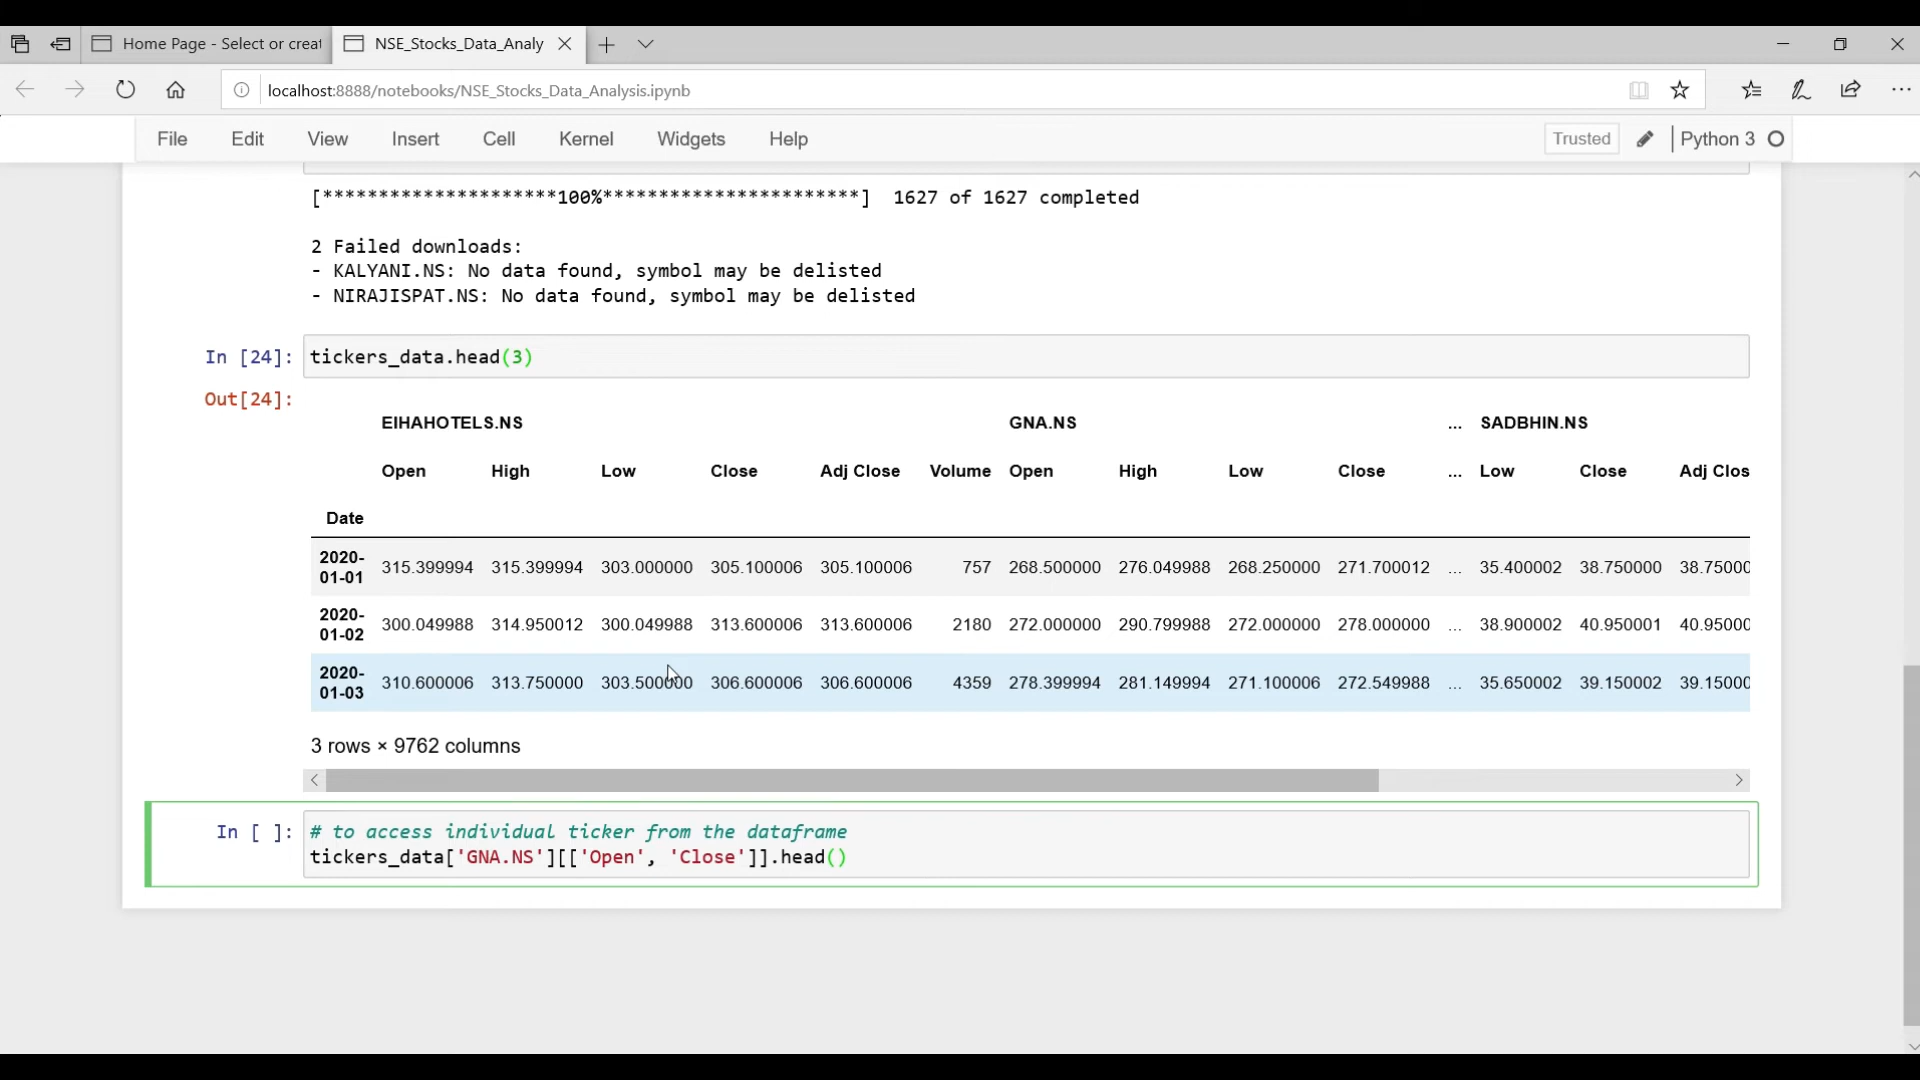 Home Page - Select or creat
NSE_Stocks_Data_Analy
localhost:8888/notebooks/NSE_Stocks_Data_Analysis.ipynb
File Edit View Insert Cell Kernel Widgets Help Trusted Python 3
[*********************100%***********************]  1627 of 1627 completed
2 Failed downloads:
- KALYANI.NS: No data found, symbol may be delisted
- NIRAJISPAT.NS: No data found, symbol may be delisted
In [24]: tickers_data.head(3)
Out[24]:
EIHAHOTELS.NS GNA.NS ... SADBHIN.NS
Open High Low Close Adj Close Volume Open High Low Close ... Low Close Adj Clos
Date
2020-01-01 315.399994 315.399994 303.000000 305.100006 305.100006 757 268.500000 276.049988 268.250000 271.700012 ... 35.400002 38.750000 38.75000
2020-01-02 300.049988 314.950012 300.049988 313.600006 313.600006 2180 272.000000 290.799988 272.000000 278.000000 ... 38.900002 40.950001 40.95000
2020-01-03 310.600006 313.750000 303.500000 306.600006 306.600006 4359 278.399994 281.149994 271.100006 272.549988 ... 35.650002 39.150002 39.15000
3 rows × 9762 columns
In [ ]: # to access individual ticker from the dataframe
tickers_data['GNA.NS'][['Open', 'Close']].head()